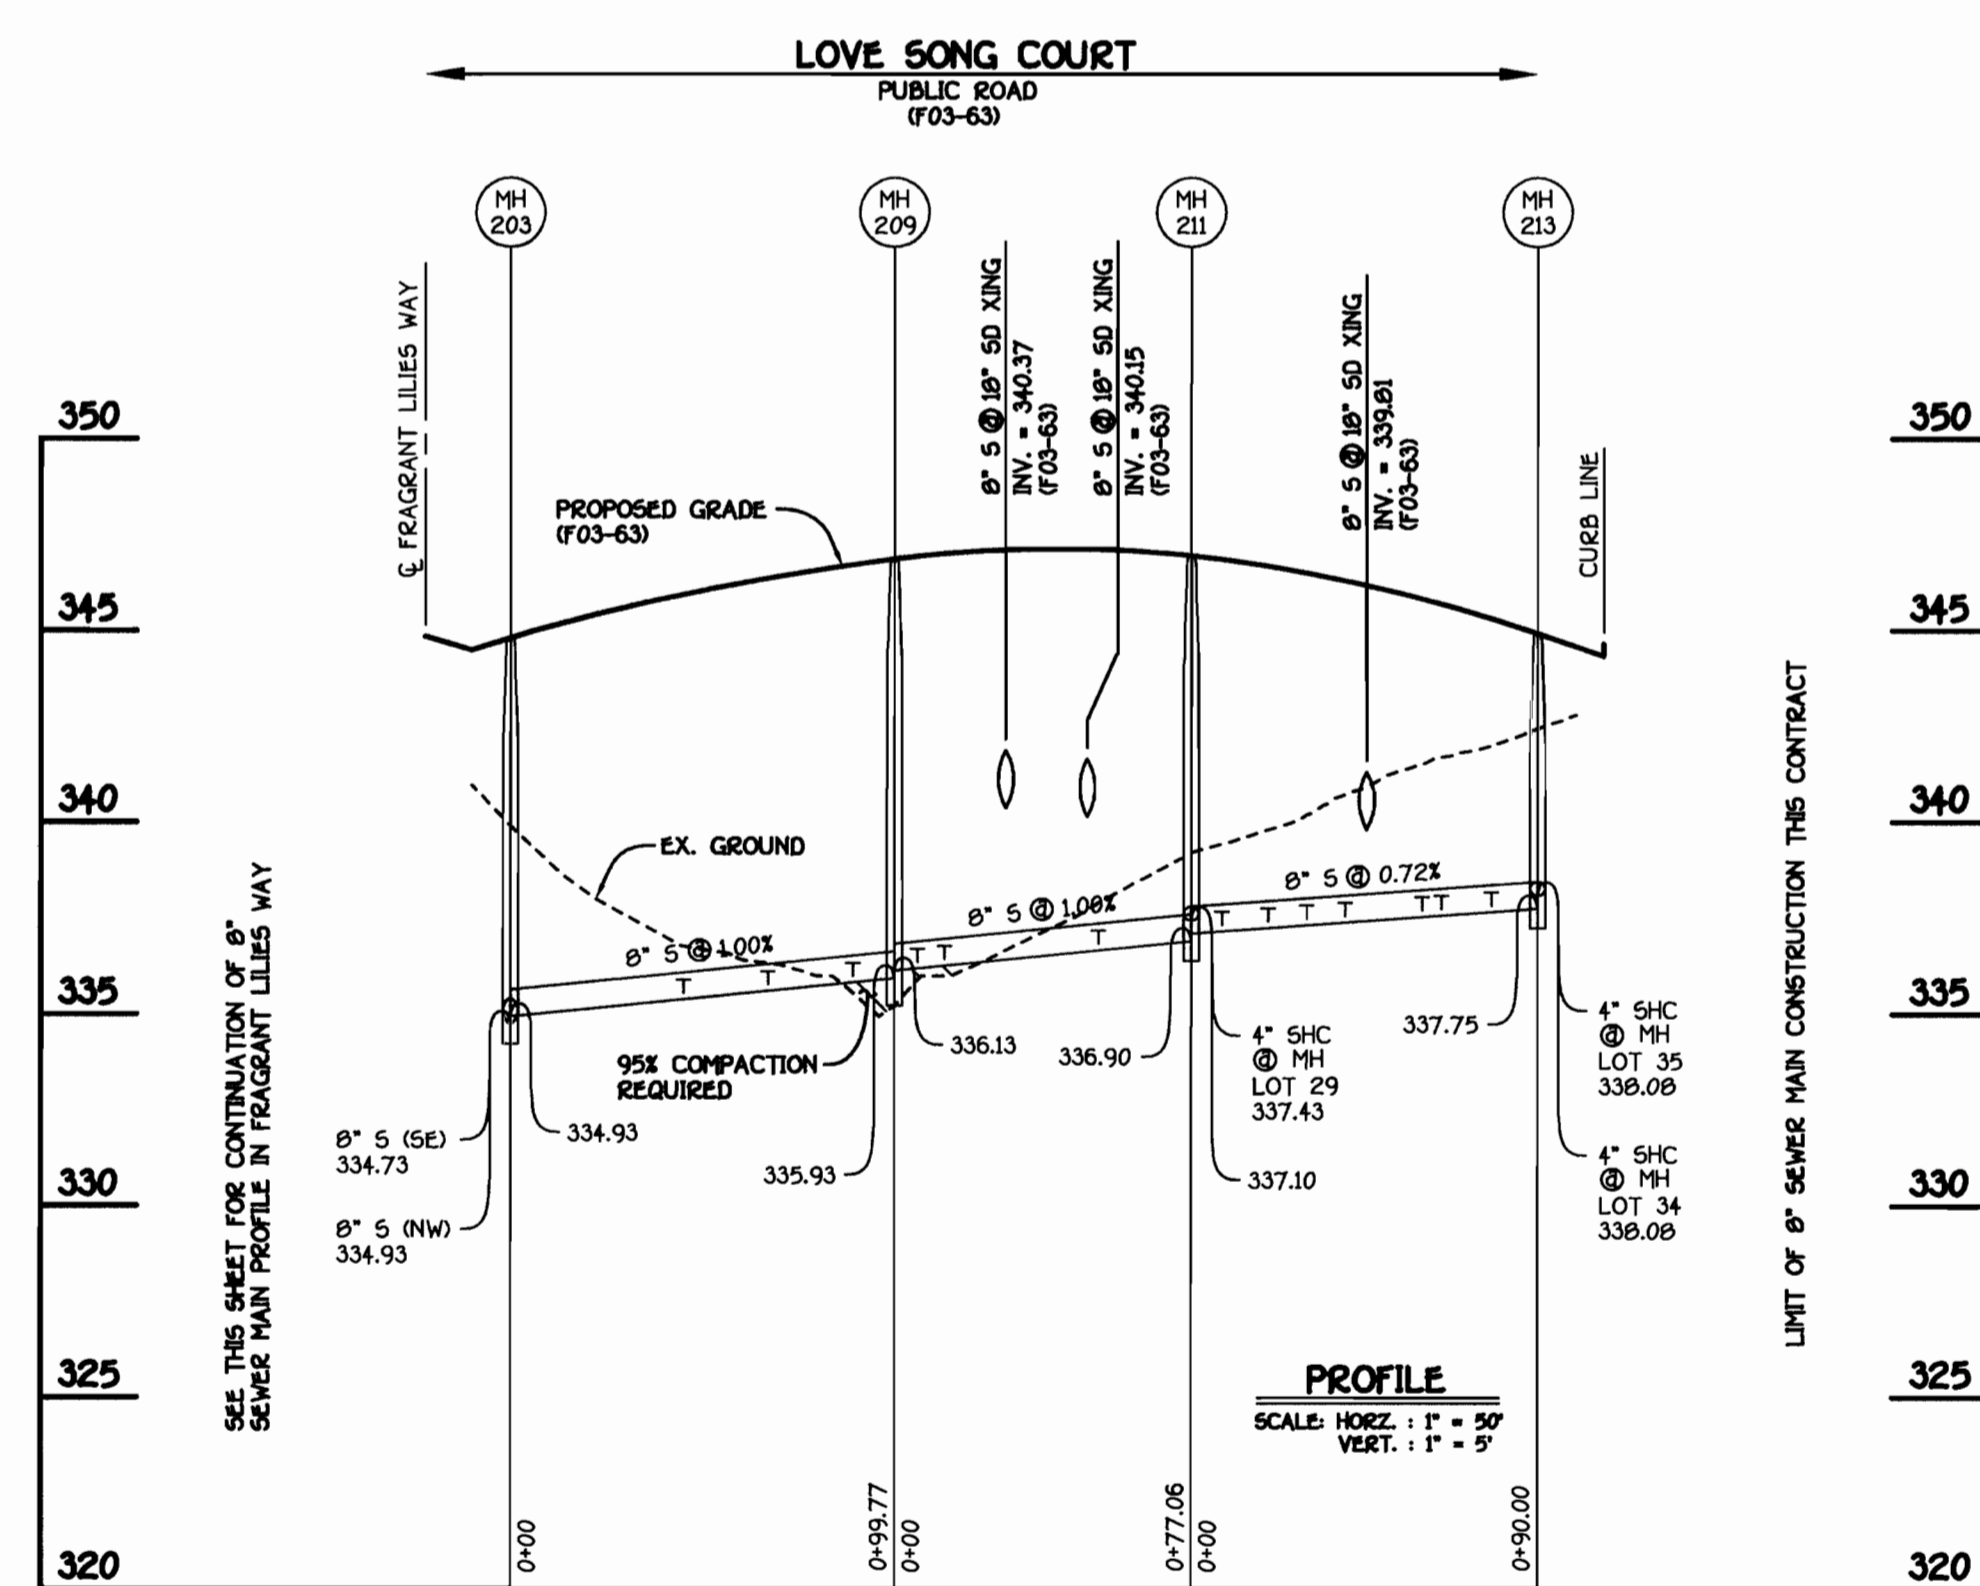 LOVE SONG COURT
PUBLIC ROAD
(F03-63)
MH
203
MH
209
MH
211
MH
213
℄ FRAGRANT LILIES WAY
8" S @ 18" SD XING
INV. = 340.37
(F03-63)
8" S @ 18" SD XING
INV. = 340.15
(F03-63)
8" S @ 18" SD XING
INV. = 339.81
(F03-63)
CURB LINE
350
350
PROPOSED GRADE
(F03-63)
345
345
340
340
EX. GROUND
8" S @ 1.00%
8" S @ 1.00%
8" S @ 0.72%
T
T
T
T
T
T
T
T
T
T
T
T
T
335
335
95% COMPACTION
REQUIRED
336.13
336.90
4" SHC
@ MH
LOT 29
337.43
337.75
4" SHC
@ MH
LOT 35
338.08
8" S (SE)
334.73
334.93
335.93
337.10
4" SHC
@ MH
LOT 34
338.08
8" S (NW)
334.93
330
330
SEE THIS SHEET FOR CONTINUATION OF 8"
SEWER MAIN PROFILE IN FRAGRANT LILIES WAY
LIMIT OF 8" SEWER MAIN CONSTRUCTION THIS CONTRACT
325
325
PROFILE
SCALE: HORZ. : 1" = 50'
VERT. : 1" = 5'
0+00
0+99.77
0+00
0+77.06
0+00
0+90.00
320
320